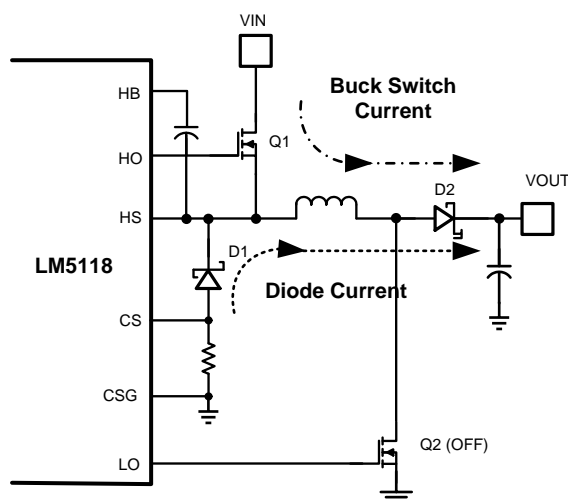 VIN
HB
Buck Switch
Current
HO
Q1
VOUT
D2
HS
LM5118
D1
Diode Current
CS
CSG
Q2 (OFF)
LO